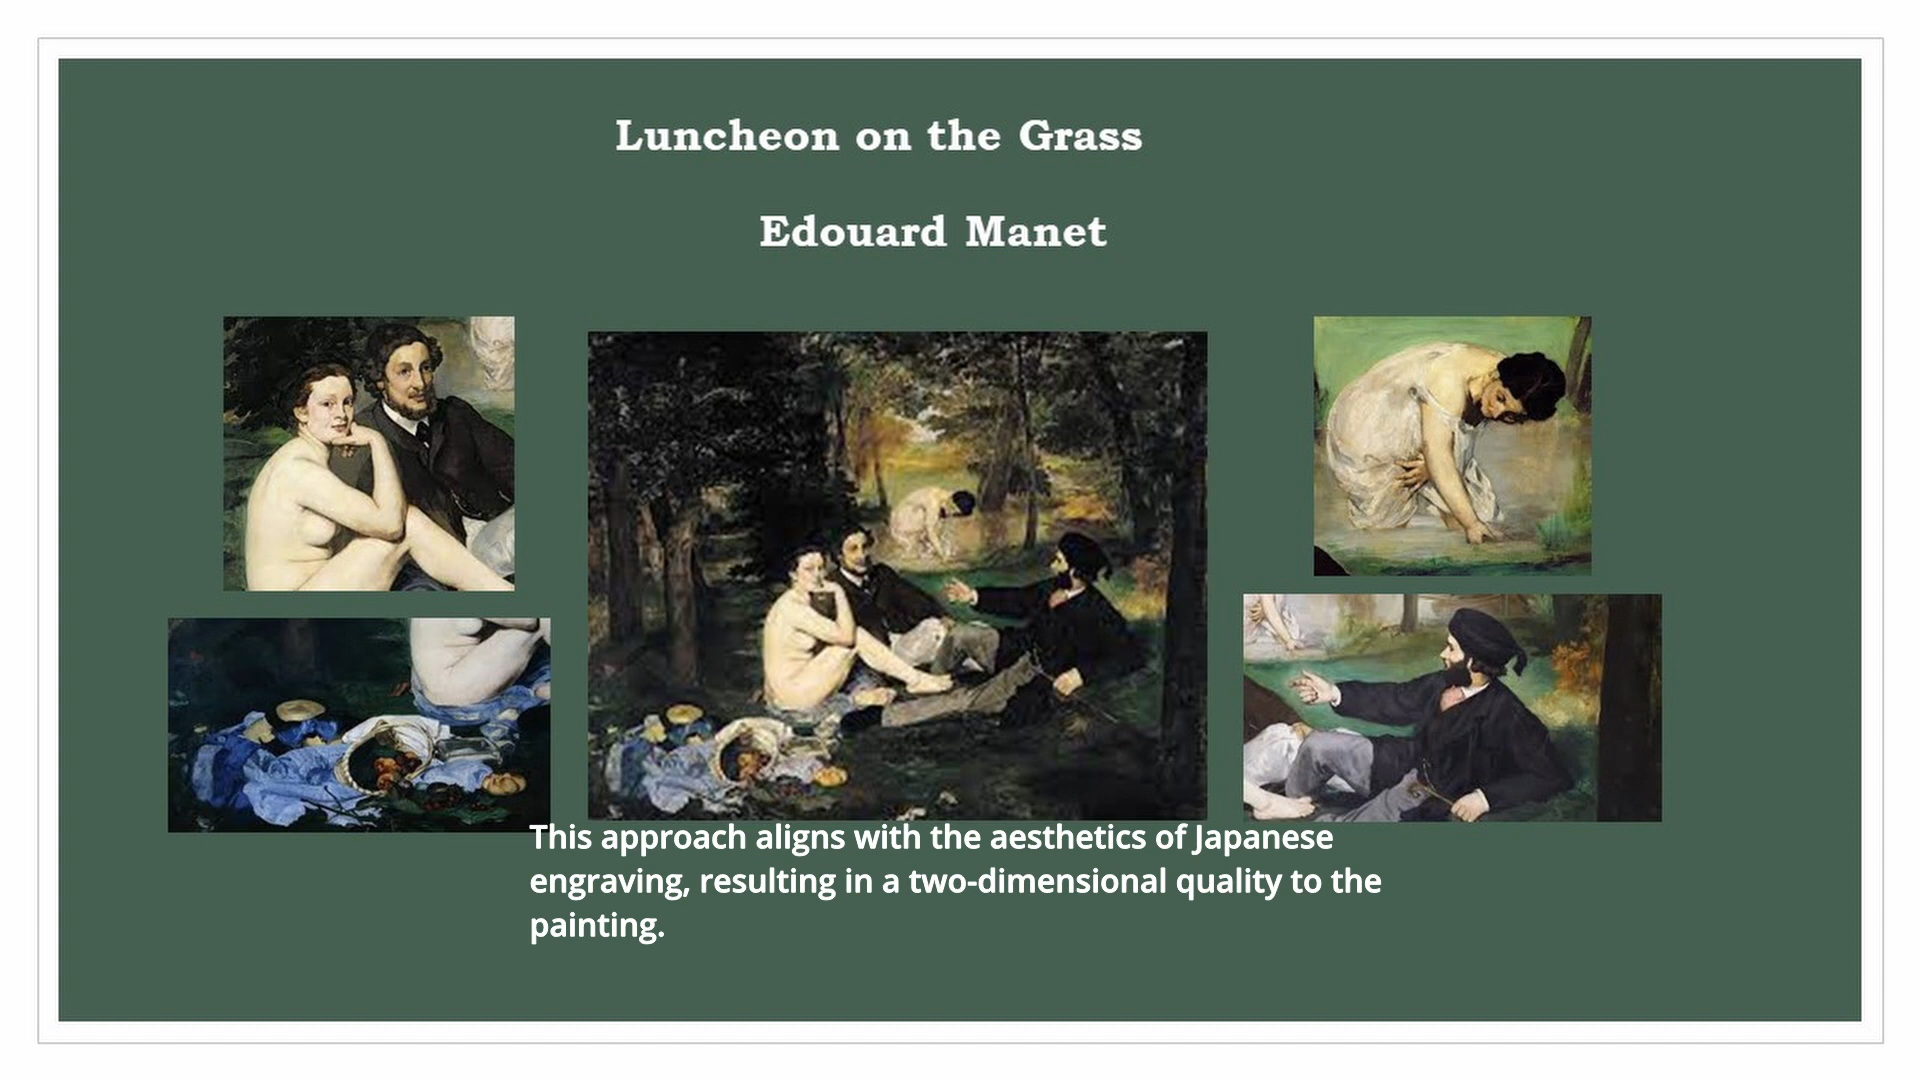 Luncheon on the Grass
Edouard Manet
This approach aligns with the aesthetics of Japanese
engraving, resulting in a two-dimensional quality to the
painting.